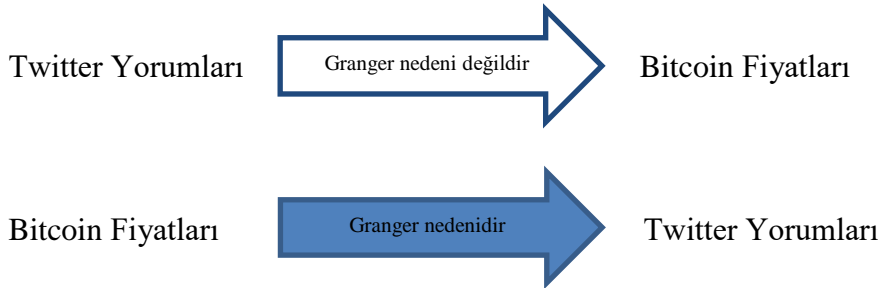 Twitter Yorumları Granger nedeni değildir Bitcoin Fiyatları
Bitcoin Fiyatları Granger nedenidir Twitter Yorumları